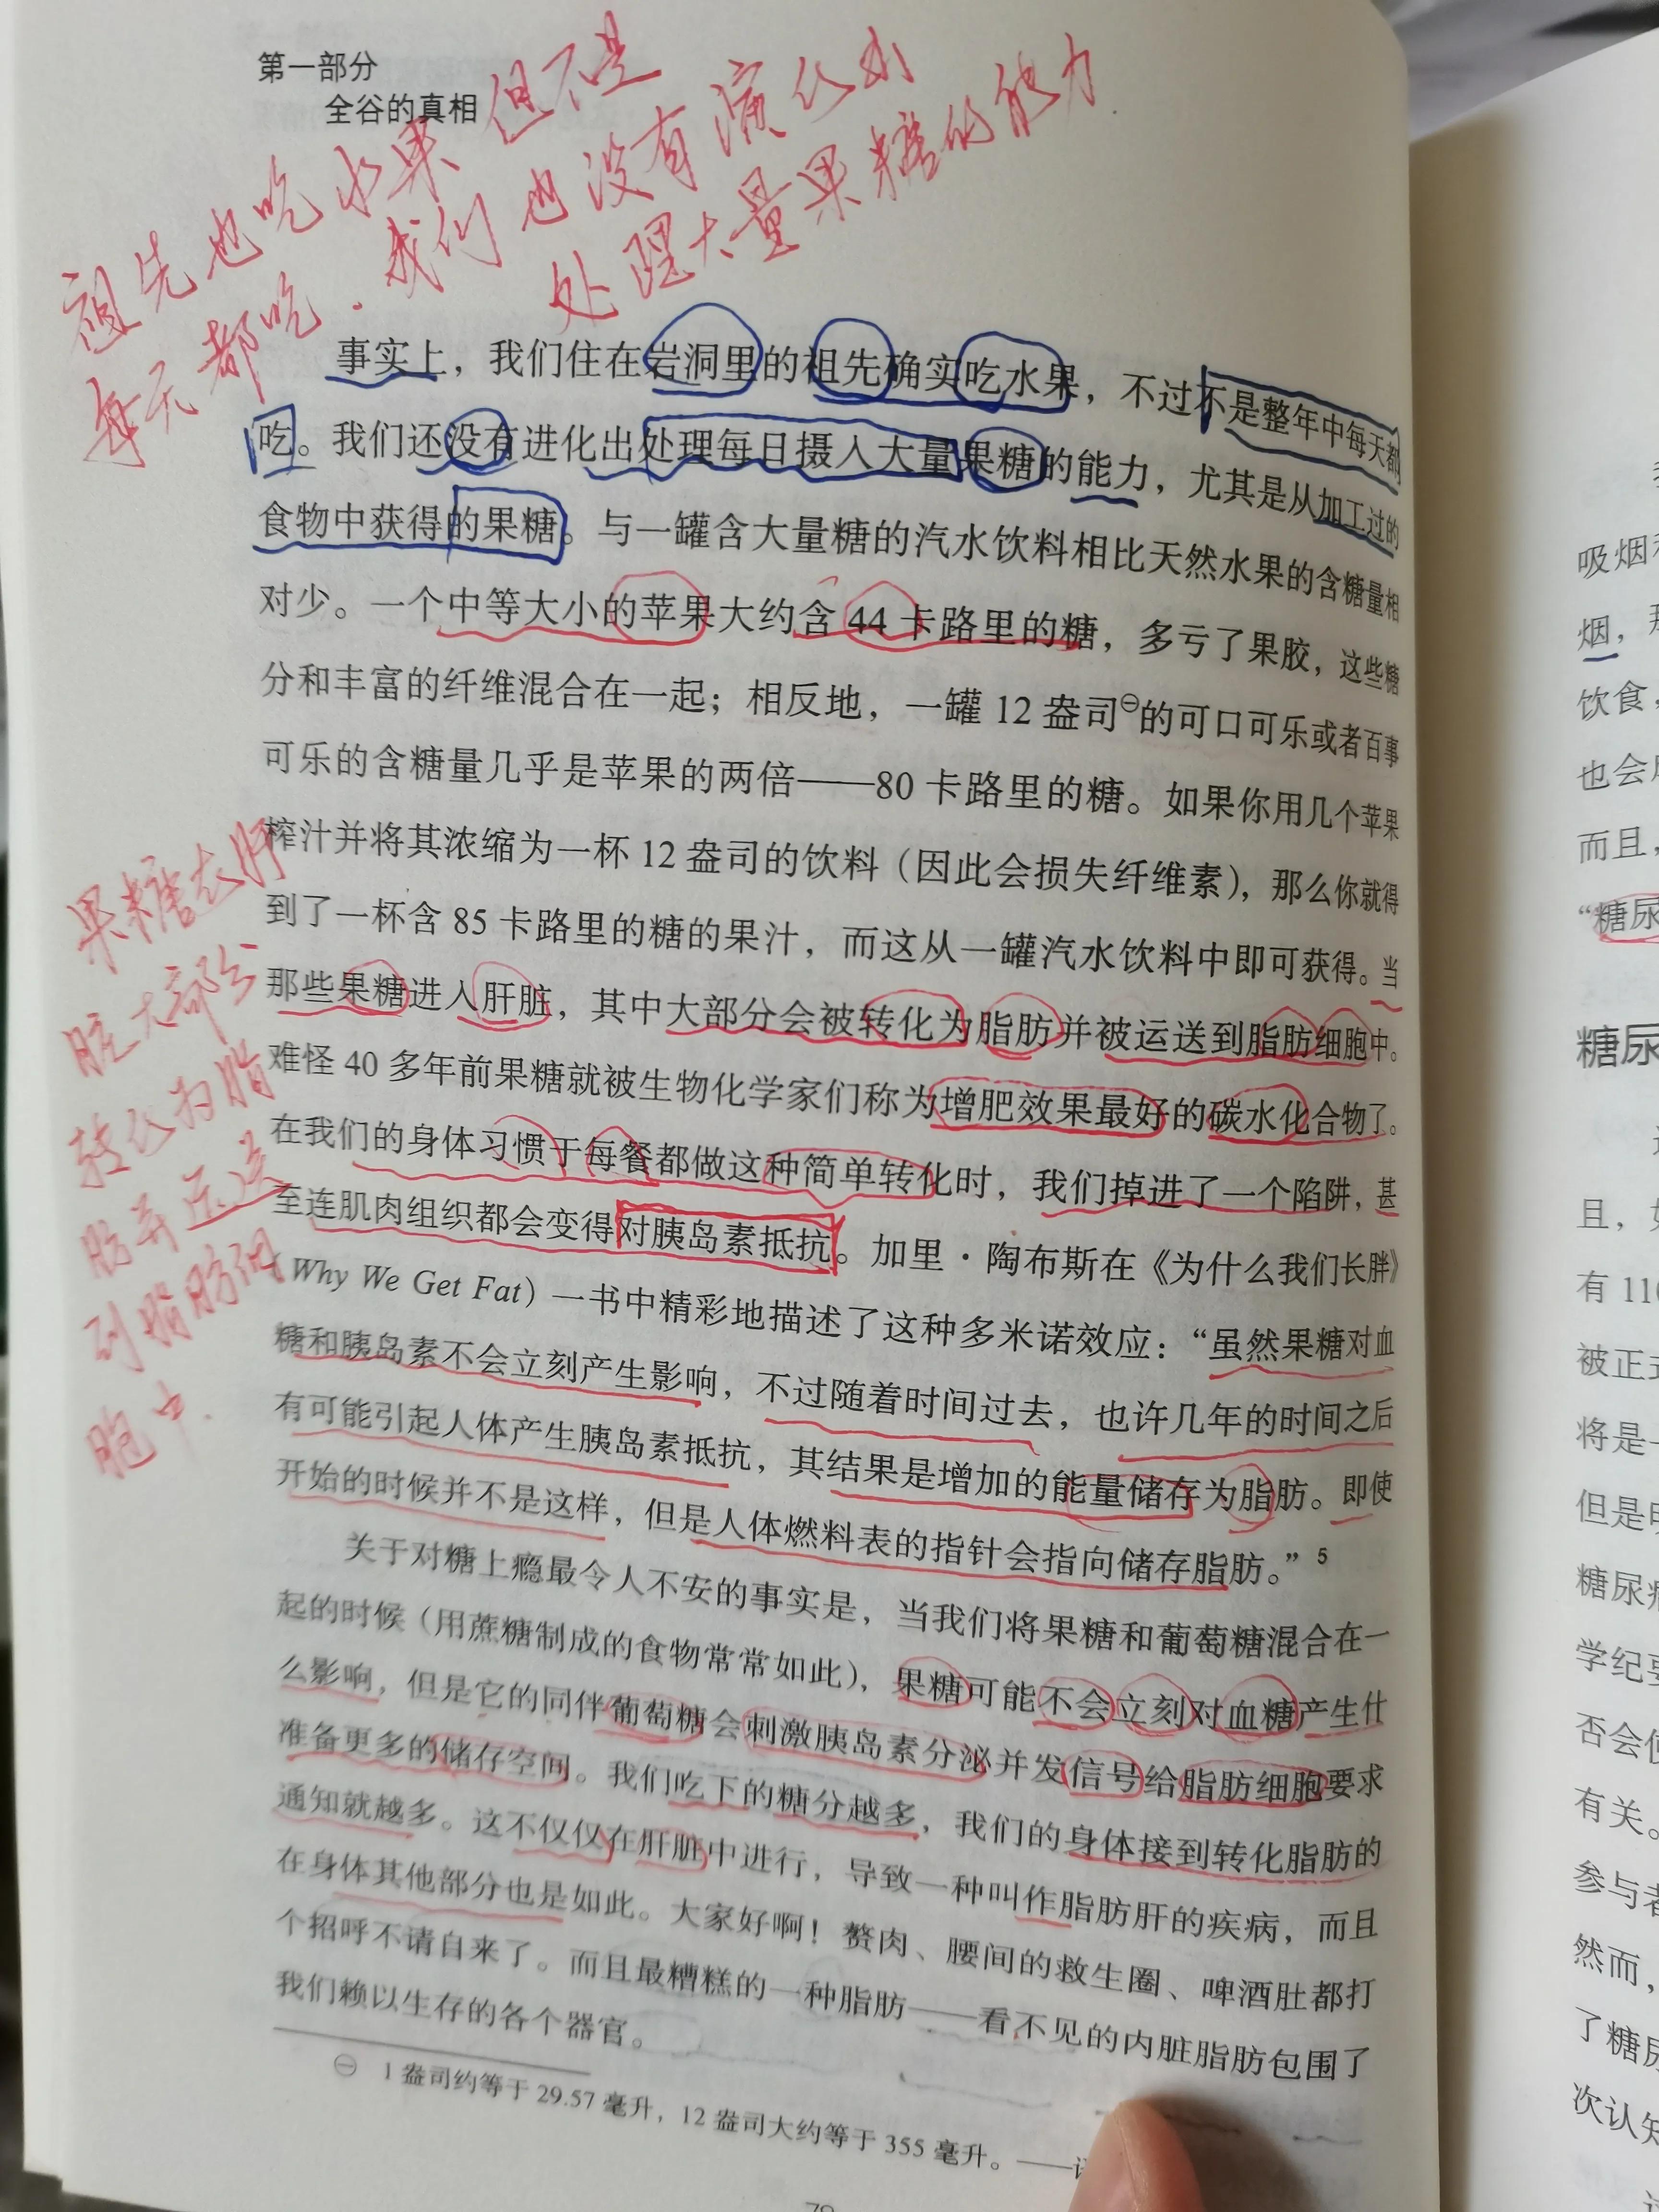 第一部分
全谷的真相
祖先也吃水果 但不是
每天都吃.我们也没有演化出
处理大量果糖的能力
事实上，我们住在岩洞里的祖先确实吃水果，不过不是整年中每天都
吃。我们还没有进化出处理每日摄入大量果糖的能力，尤其是从加工过的
食物中获得的果糖。与一罐含大量糖的汽水饮料相比天然水果的含糖量相
对少。一个中等大小的苹果大约含 44 卡路里的糖，多亏了果胶，这些糖
分和丰富的纤维混合在一起；相反地，一罐 12 盎司㊀的可口可乐或者百事
可乐的含糖量几乎是苹果的两倍——80 卡路里的糖。如果你用几个苹果
榨汁并将其浓缩为一杯 12 盎司的饮料（因此会损失纤维素），那么你就得
到了一杯含 85 卡路里的糖的果汁，而这从一罐汽水饮料中即可获得。当
那些果糖进入肝脏，其中大部分会被转化为脂肪并被运送到脂肪细胞中。
难怪 40 多年前果糖就被生物化学家们称为增肥效果最好的碳水化合物了。
在我们的身体习惯于每餐都做这种简单转化时，我们掉进了一个陷阱，甚
至连肌肉组织都会变得对胰岛素抵抗。加里·陶布斯在《为什么我们长胖》
（Why We Get Fat）一书中精彩地描述了这种多米诺效应：“虽然果糖对血
糖和胰岛素不会立刻产生影响，不过随着时间过去，也许几年的时间之后
有可能引起人体产生胰岛素抵抗，其结果是增加的能量储存为脂肪。即使
开始的时候并不是这样，但是人体燃料表的指针会指向储存脂肪。”5
关于对糖上瘾最令人不安的事实是，当我们将果糖和葡萄糖混合在一
起的时候（用蔗糖制成的食物常常如此），果糖可能不会立刻对血糖产生什
么影响，但是它的同伴葡萄糖会刺激胰岛素分泌并发信号给脂肪细胞要求
准备更多的储存空间。我们吃下的糖分越多，我们的身体接到转化脂肪的
通知就越多。这不仅仅在肝脏中进行，导致一种叫作脂肪肝的疾病，而且
在身体其他部分也是如此。大家好啊！赘肉、腰间的救生圈、啤酒肚都打
个招呼不请自来了。而且最糟糕的一种脂肪——看不见的内脏脂肪包围了
我们赖以生存的各个器官。
㊀ 1 盎司约等于 29.57 毫升，12 盎司大约等于 355 毫升。——
果糖在肝
脏大部分
转化为脂
肪并运送
到脂肪细
胞中.
吸烟
烟，
饮食，
也会
而且，
“糖尿
糖尿
且，
有 11
被正
将是
但是
糖尿
学纪
否会
有关。
参与者
然而，
了糖尿
次认知